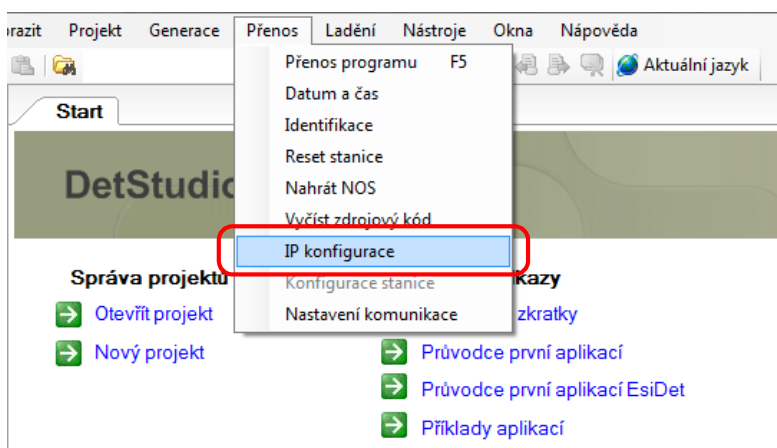 Projekt Generace Přenos Ladění Nástroje Okna Nápověda
Přenos programu F5
Aktuální jazyk
Datum a čas
Start
Identifikace
Reset stanice
DetStudio
Nahrát NOS
Vyčíst zdrojový kód
IP konfigurace
Správa projektu
Konfigurace stanice
Otevřít projekt
Nastavení komunikace
zkratky
Nový projekt
Průvodce první aplikací
Průvodce první aplikací EsiDet
Příklady aplikací